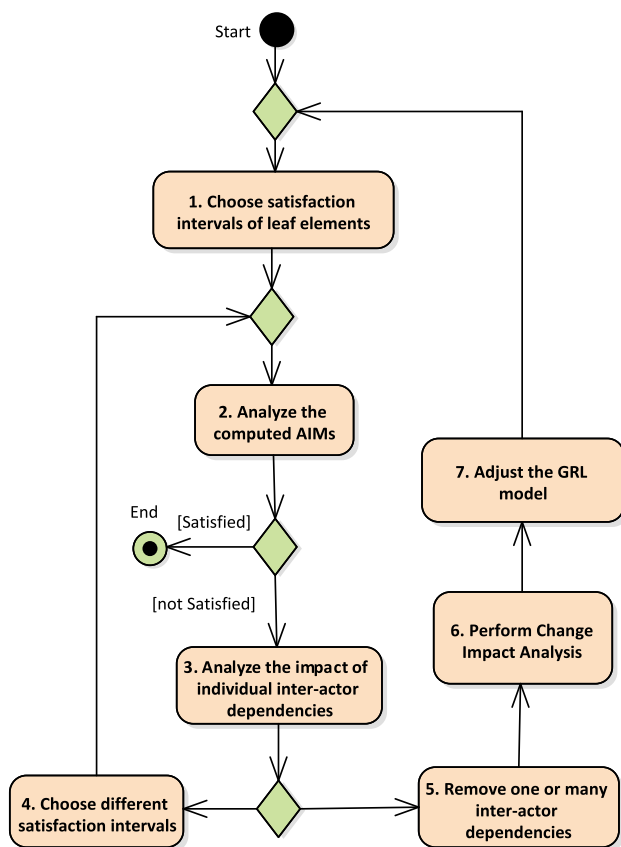 Start
1. Choose satisfaction
intervals of leaf elements
2. Analyze the
computed AIMs
End
[Satisfied]
[not Satisfied]
3. Analyze the impact of
individual inter-actor
dependencies
4. Choose different
satisfaction intervals
5. Remove one or many
inter-actor
dependencies
6. Perform Change
Impact Analysis
7. Adjust the GRL
model